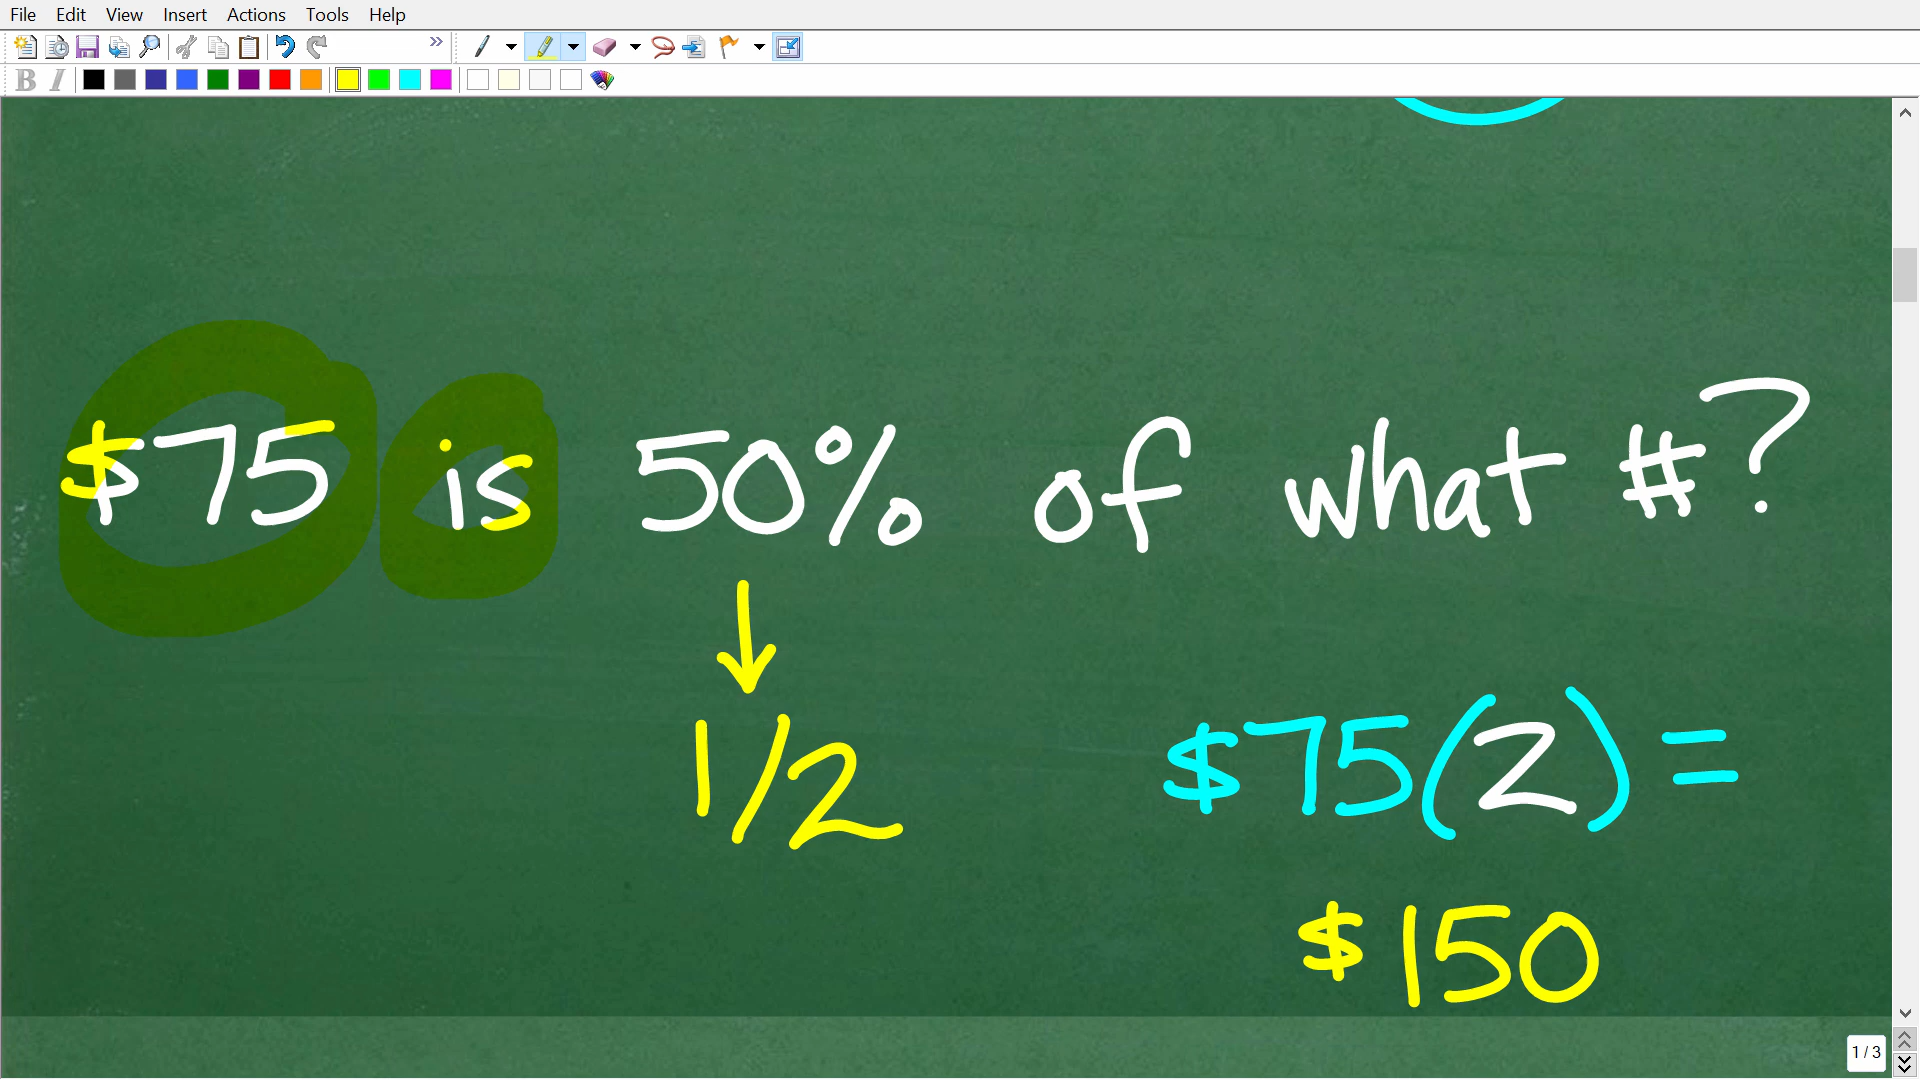 File Edit View Insert Actions Tools Help
B I
$75 is 50% of what #?
1/2
$75(2)=
$150
1 / 3